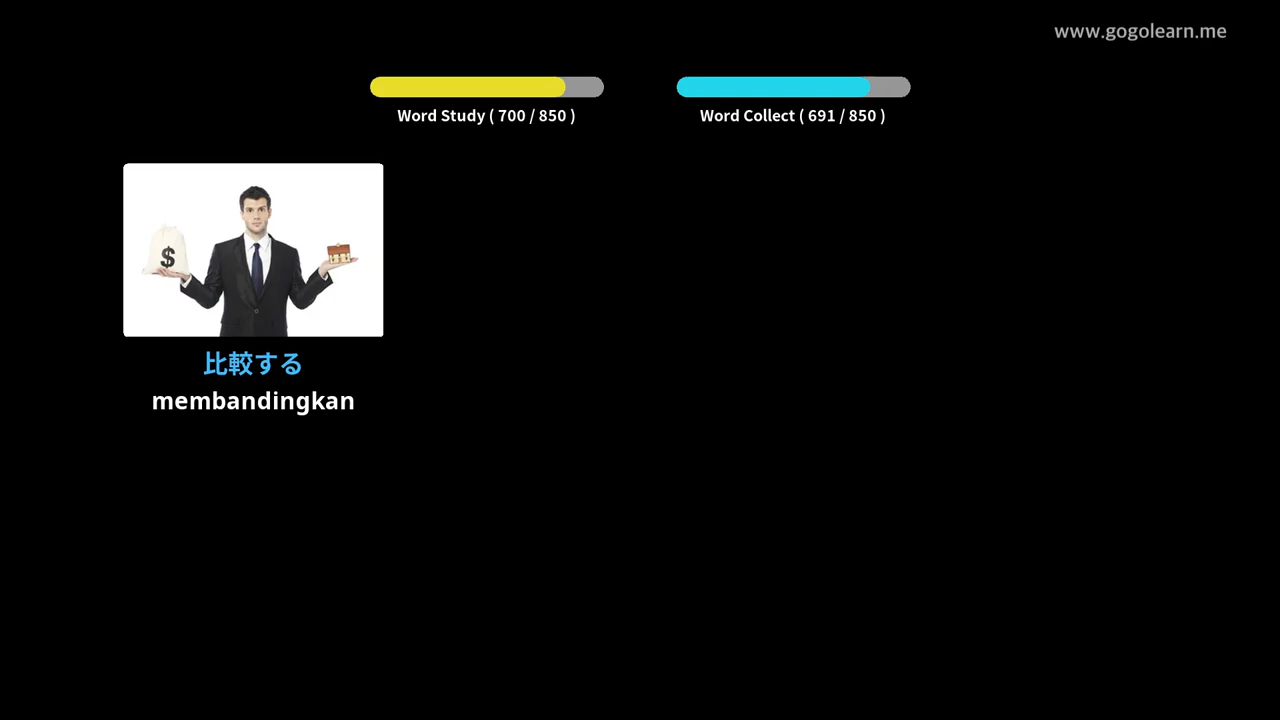 www.gogolearn.me
Word Study ( 700 / 850 )
Word Collect ( 691 / 850 )
$
比較する
membandingkan